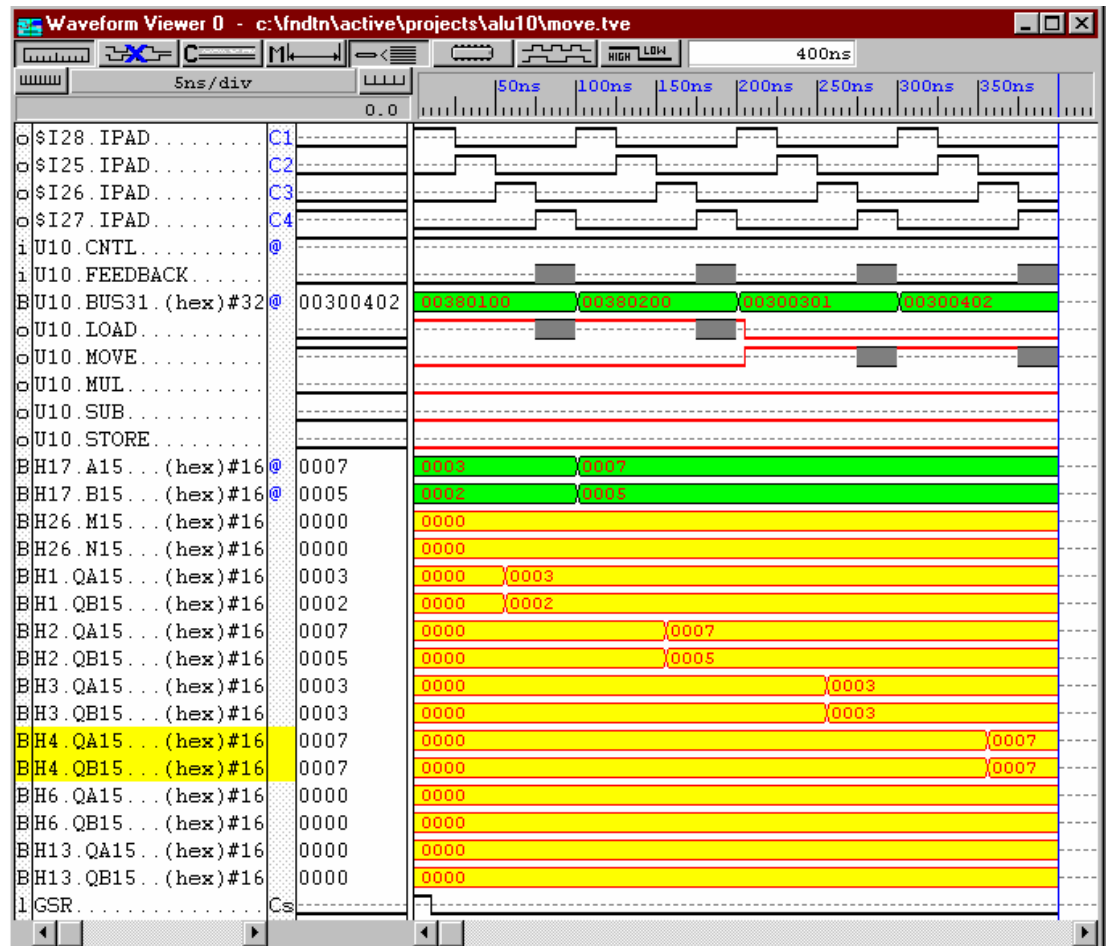 Waveform Viewer 0 - c:\fndtn\active\projects\alu10\move.tve
C M HIGH LOW 400ns
5ns/div 50ns 100ns 150ns 200ns 250ns 300ns 350ns
0.0
o $I28.IPAD......... C1
o $I25.IPAD......... C2
o $I26.IPAD......... C3
o $I27.IPAD......... C4
i U10.CNTL.......... @
i U10.FEEDBACK......
B U10.BUS31.(hex)#32 @ 00300402 00380100 00380200 00300301 00300402
o U10.LOAD..........
o U10.MOVE..........
o U10.MUL...........
o U10.SUB...........
o U10.STORE.........
B H17.A15...(hex)#16 @ 0007 0003 0007
B H17.B15...(hex)#16 @ 0005 0002 0005
B H26.M15...(hex)#16 0000 0000
B H26.N15...(hex)#16 0000 0000
B H1.QA15...(hex)#16 0003 0000 0003
B H1.QB15...(hex)#16 0002 0000 0002
B H2.QA15...(hex)#16 0007 0000 0007
B H2.QB15...(hex)#16 0005 0000 0005
B H3.QA15...(hex)#16 0003 0000 0003
B H3.QB15...(hex)#16 0003 0000 0003
B H4.QA15...(hex)#16 0007 0000 0007
B H4.QB15...(hex)#16 0007 0000 0007
B H6.QA15...(hex)#16 0000 0000
B H6.QB15...(hex)#16 0000 0000
B H13.QA15..(hex)#16 0000 0000
B H13.QB15..(hex)#16 0000 0000
l GSR............... Cs